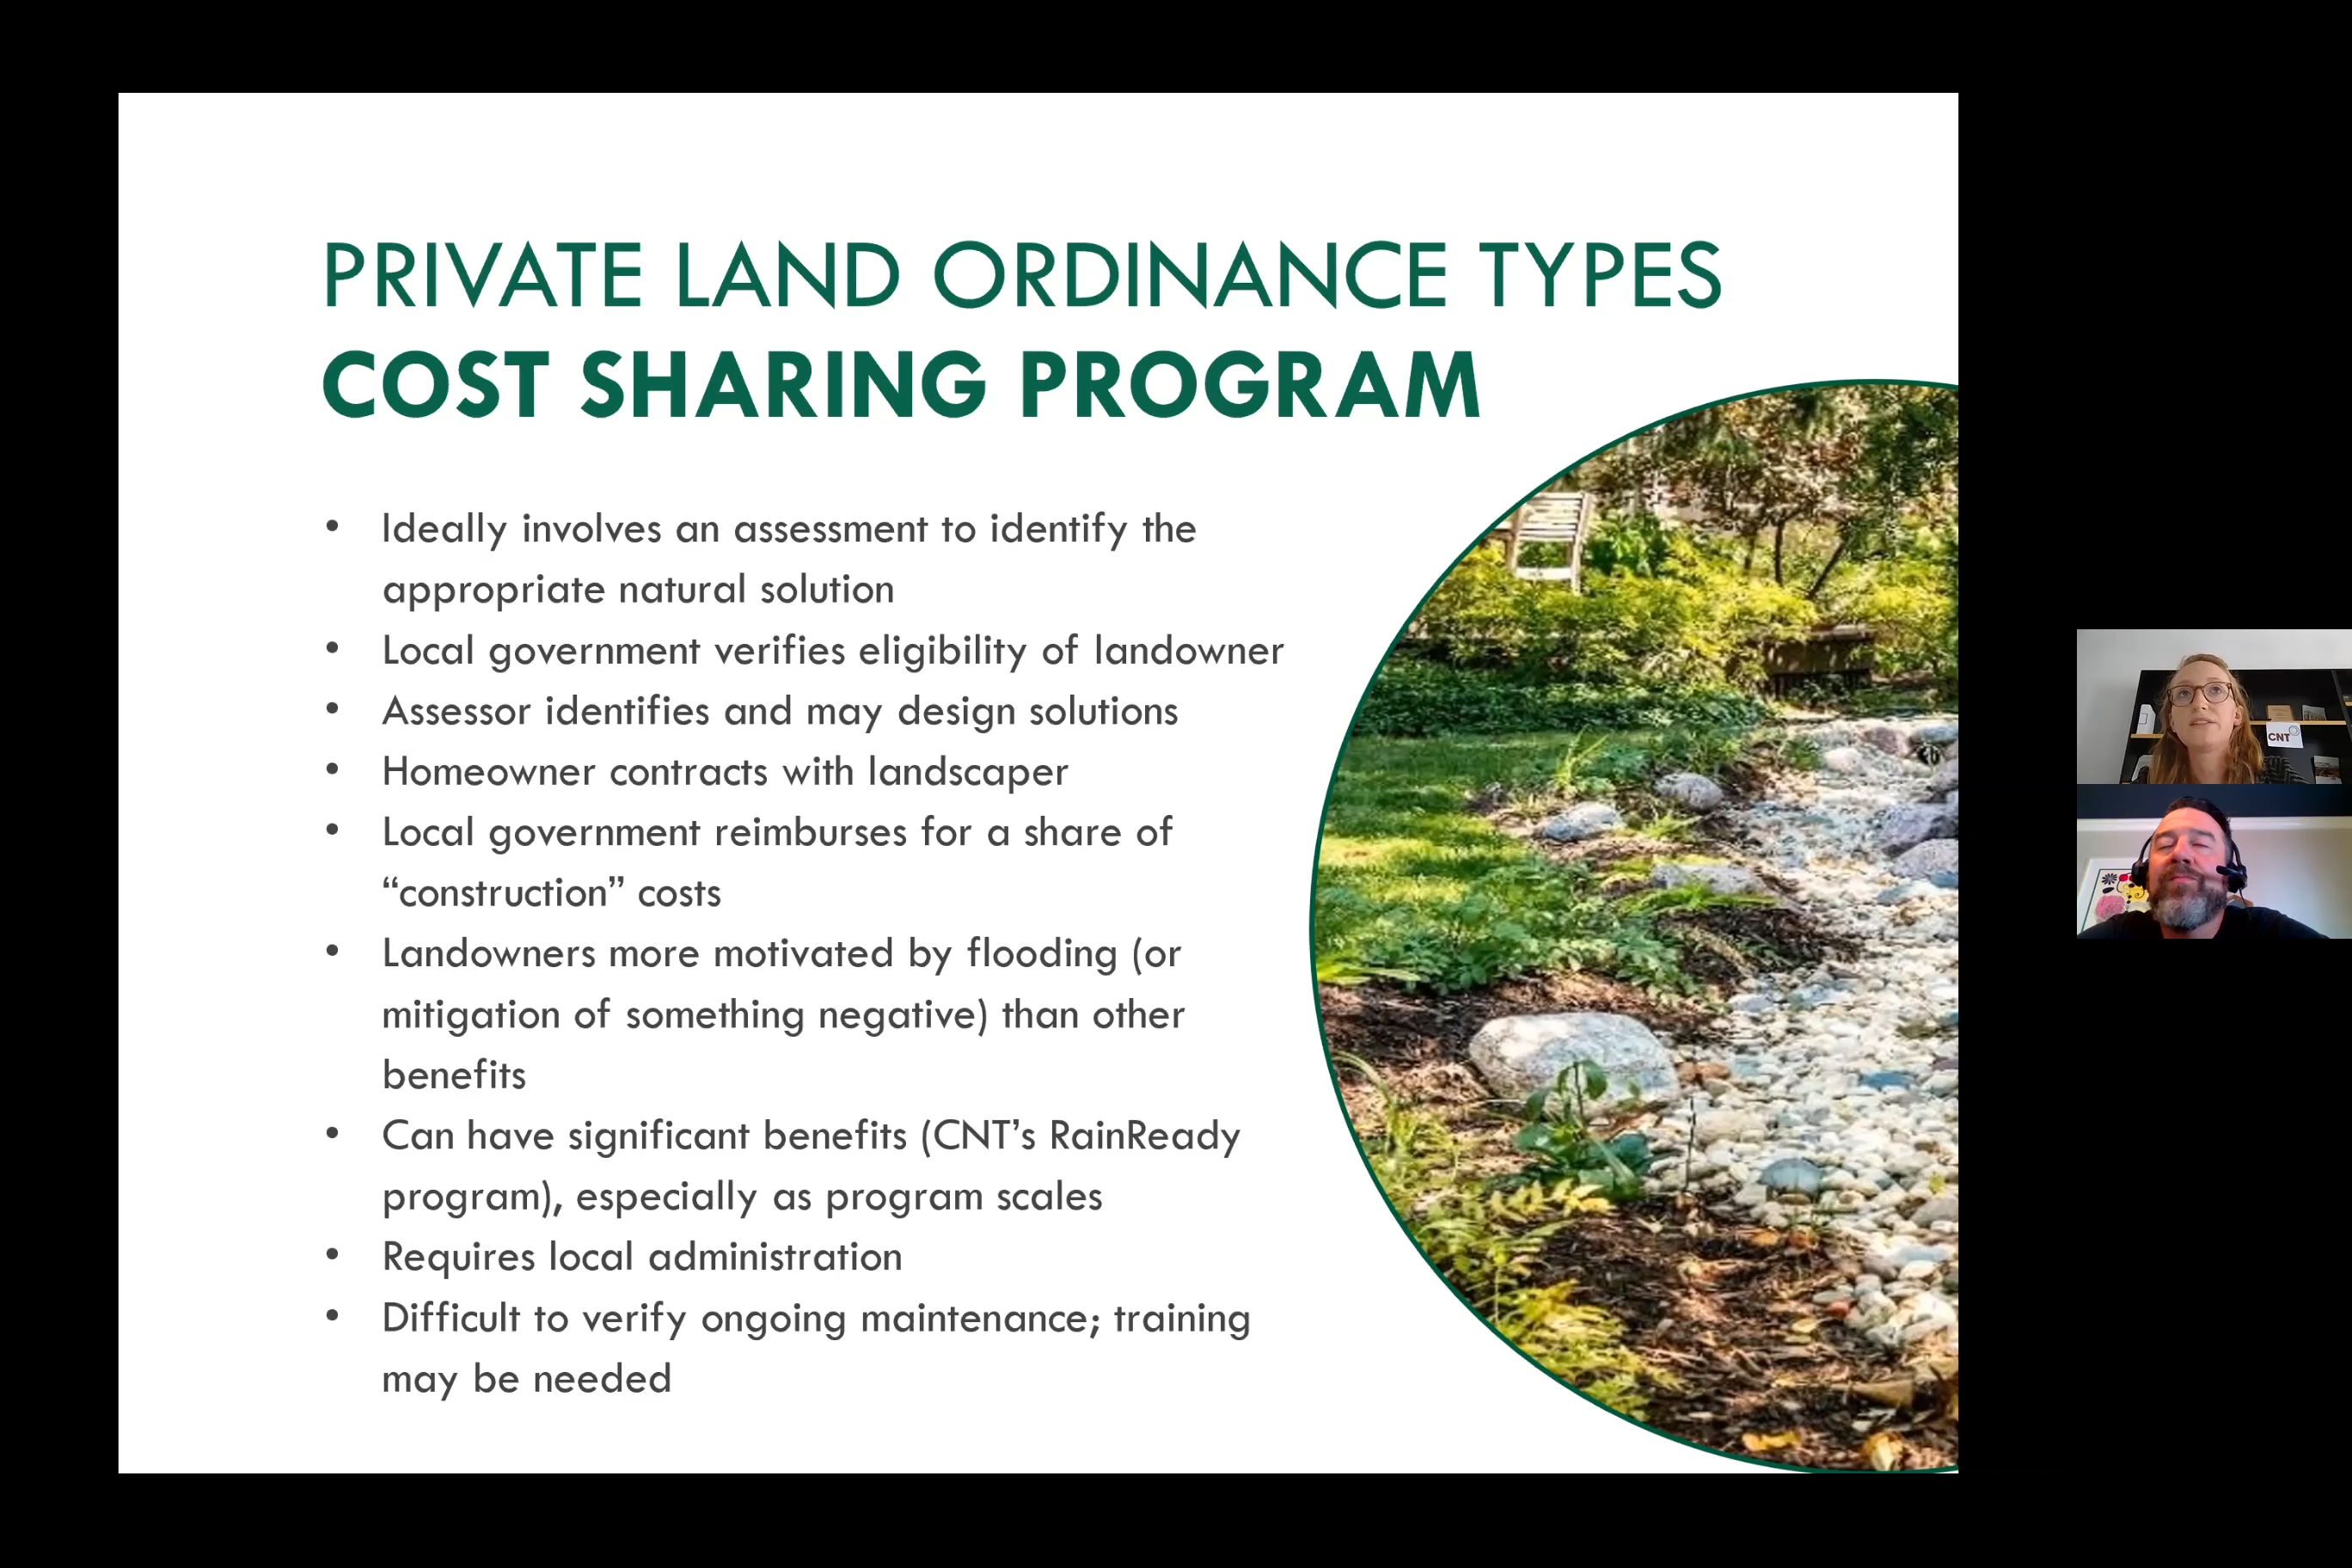 PRIVATE LAND ORDINANCE TYPES
COST SHARING PROGRAM
• Ideally involves an assessment to identify the
appropriate natural solution
• Local government verifies eligibility of landowner
• Assessor identifies and may design solutions
• Homeowner contracts with landscaper
• Local government reimburses for a share of
“construction” costs
• Landowners more motivated by flooding (or
mitigation of something negative) than other
benefits
• Can have significant benefits (CNT’s RainReady
program), especially as program scales
• Requires local administration
• Difficult to verify ongoing maintenance; training
may be needed
CNT